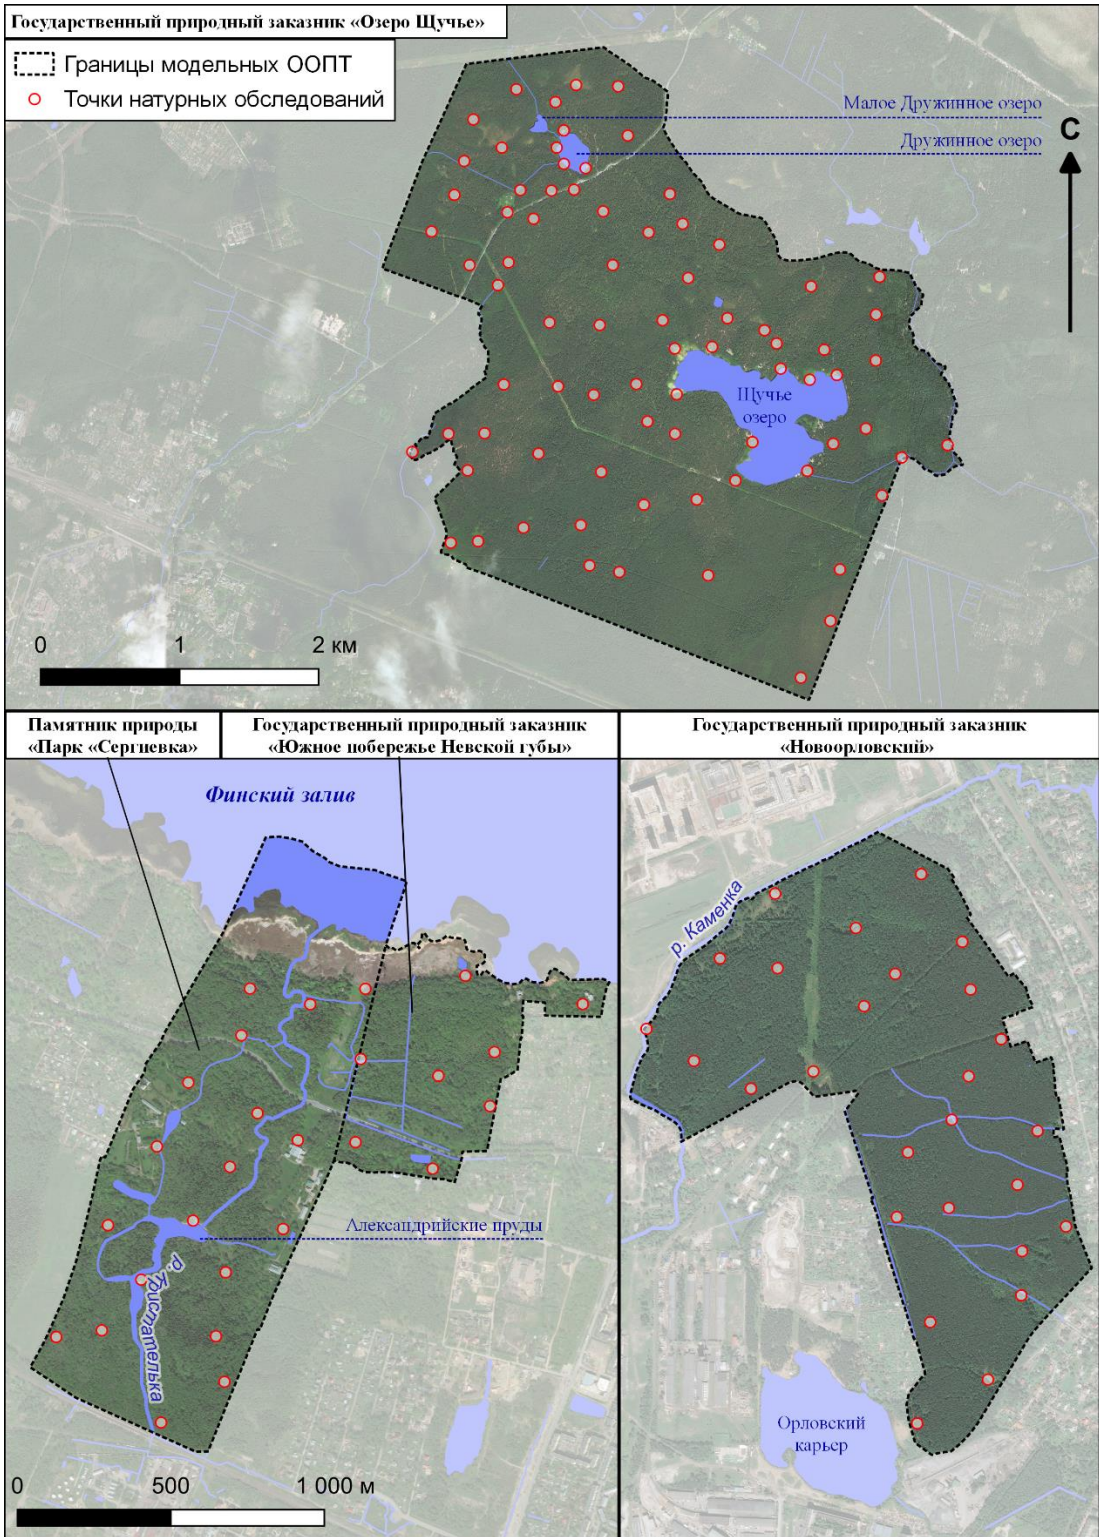 Государственный природный заказник «Озеро Щучье»
Границы модельных ООПТ
Точки натурных обследований
Малое Дружинное озеро
Дружинное озеро
С
Щучье
озеро
0 1 2 км
Памятник природы
«Парк «Сергиевка»
Государственный природный заказник
«Южное побережье Невской губы»
Государственный природный заказник
«Новоорловский»
Финский залив
р. Каменка
Александрийские пруды
р. Кристателька
Орловский
карьер
0 500 1 000 м